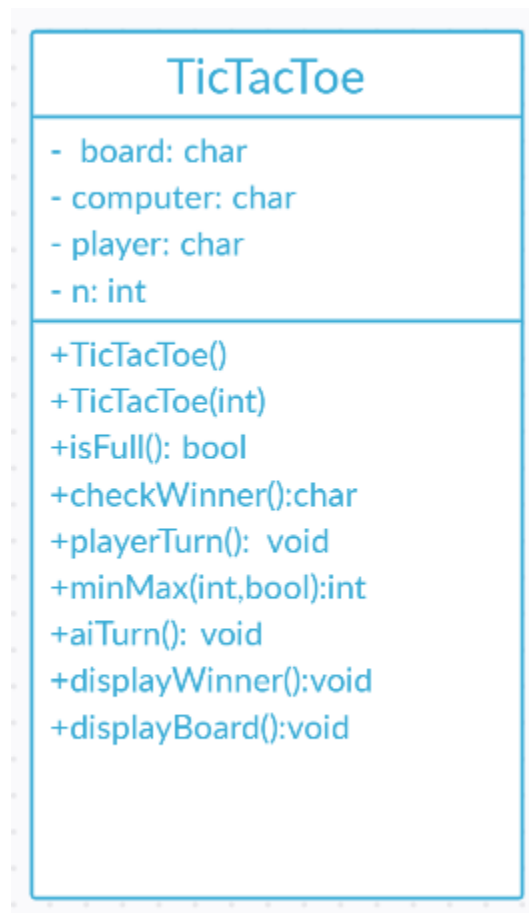 TicTacToe
- board: char
- computer: char
- player: char
- n: int
+TicTacToe()
+TicTacToe(int)
+isFull(): bool
+checkWinner():char
+playerTurn(): void
+minMax(int,bool):int
+aiTurn(): void
+displayWinner():void
+displayBoard():void